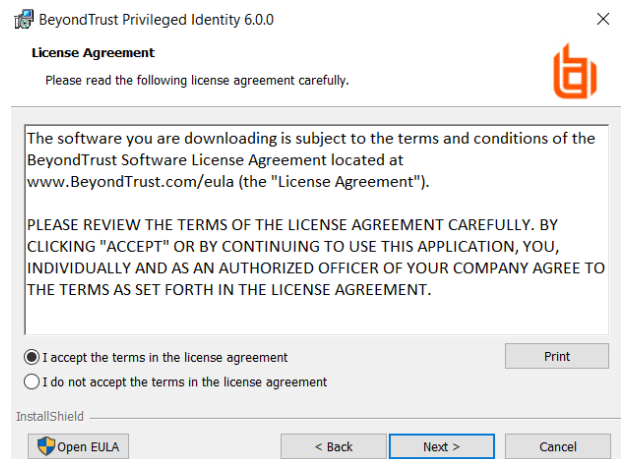 BeyondTrust Privileged Identity 6.0.0
License Agreement
Please read the following license agreement carefully.
The software you are downloading is subject to the terms and conditions of the
BeyondTrust Software License Agreement located at
www.BeyondTrust.com/eula (the "License Agreement").
PLEASE REVIEW THE TERMS OF THE LICENSE AGREEMENT CAREFULLY. BY
CLICKING "ACCEPT" OR BY CONTINUING TO USE THIS APPLICATION, YOU,
INDIVIDUALLY AND AS AN AUTHORIZED OFFICER OF YOUR COMPANY AGREE TO
THE TERMS AS SET FORTH IN THE LICENSE AGREEMENT.
I accept the terms in the license agreement
Print
I do not accept the terms in the license agreement
InstallShield
Open EULA
< Back
Next >
Cancel